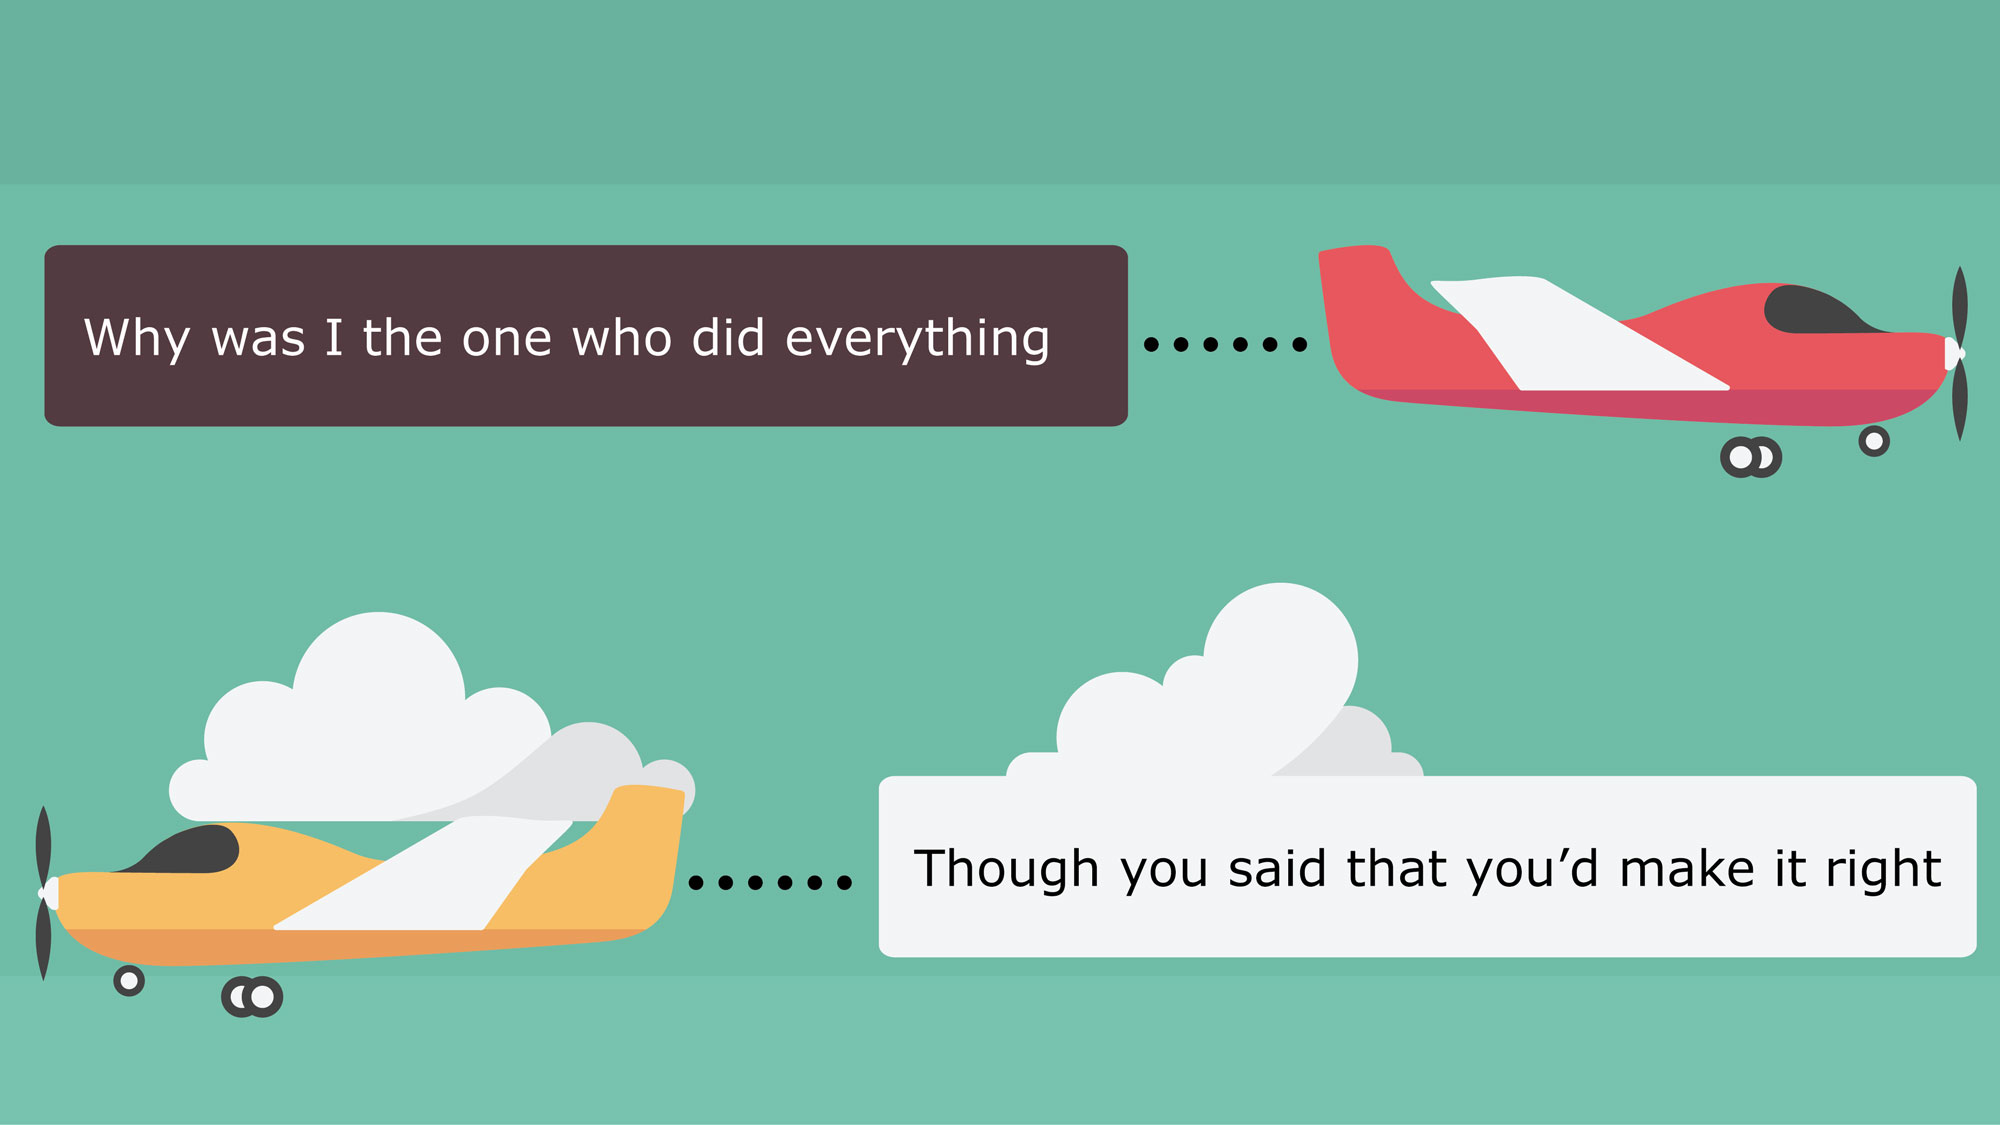 Why was I the one who did everything
Though you said that you’d make it right